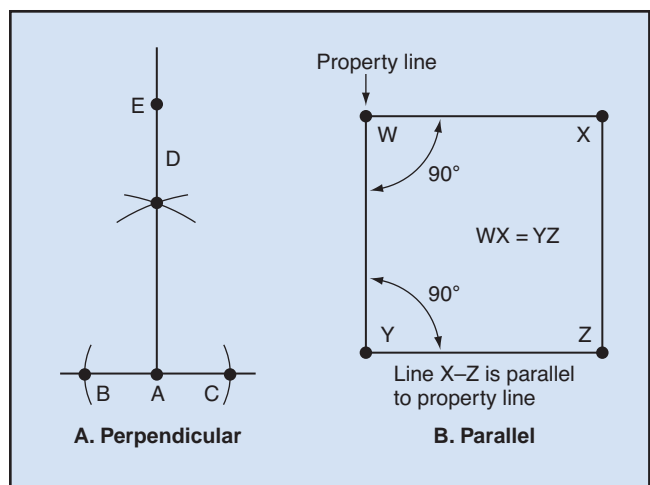 E
D
B
A
C
A. Perpendicular
Property line
W
X
90°
WX = YZ
90°
Y
Z
Line X–Z is parallel
to property line
B. Parallel